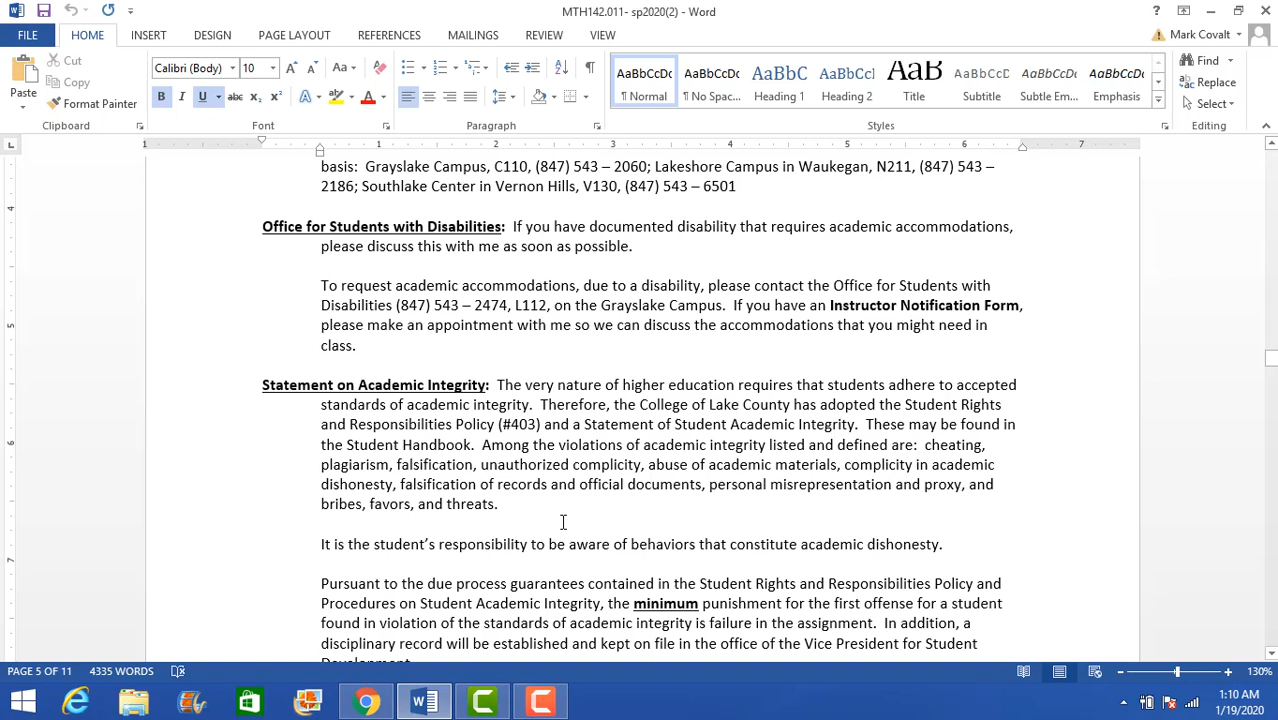 MTH142.011- sp2020(2) - Word
FILE HOME INSERT DESIGN PAGE LAYOUT REFERENCES MAILINGS REVIEW VIEW Mark Covalt
Paste Cut Copy Format Painter
Calibri (Body) 10
AaBbCcDc AaBbCcDc AaBbC AaBbCcC AaB AaBbCcD AaBbCcDc AaBbCcDc
¶ Normal ¶ No Spac... Heading 1 Heading 2 Title Subtitle Subtle Em... Emphasis
Find
Replace
Select
Clipboard Font Paragraph Styles Editing
1 1 2 3 4 5 6 7
basis: Grayslake Campus, C110, (847) 543 – 2060; Lakeshore Campus in Waukegan, N211, (847) 543 –
2186; Southlake Center in Vernon Hills, V130, (847) 543 – 6501
Office for Students with Disabilities: If you have documented disability that requires academic accommodations,
please discuss this with me as soon as possible.
To request academic accommodations, due to a disability, please contact the Office for Students with
Disabilities (847) 543 – 2474, L112, on the Grayslake Campus. If you have an Instructor Notification Form,
please make an appointment with me so we can discuss the accommodations that you might need in
class.
Statement on Academic Integrity: The very nature of higher education requires that students adhere to accepted
standards of academic integrity. Therefore, the College of Lake County has adopted the Student Rights
and Responsibilities Policy (#403) and a Statement of Student Academic Integrity. These may be found in
the Student Handbook. Among the violations of academic integrity listed and defined are: cheating,
plagiarism, falsification, unauthorized complicity, abuse of academic materials, complicity in academic
dishonesty, falsification of records and official documents, personal misrepresentation and proxy, and
bribes, favors, and threats.
It is the student's responsibility to be aware of behaviors that constitute academic dishonesty.
Pursuant to the due process guarantees contained in the Student Rights and Responsibilities Policy and
Procedures on Student Academic Integrity, the minimum punishment for the first offense for a student
found in violation of the standards of academic integrity is failure in the assignment. In addition, a
disciplinary record will be established and kept on file in the office of the Vice President for Student
Development.
4
5
6
7
PAGE 5 OF 11 4335 WORDS 130%
1:10 AM
1/19/2020